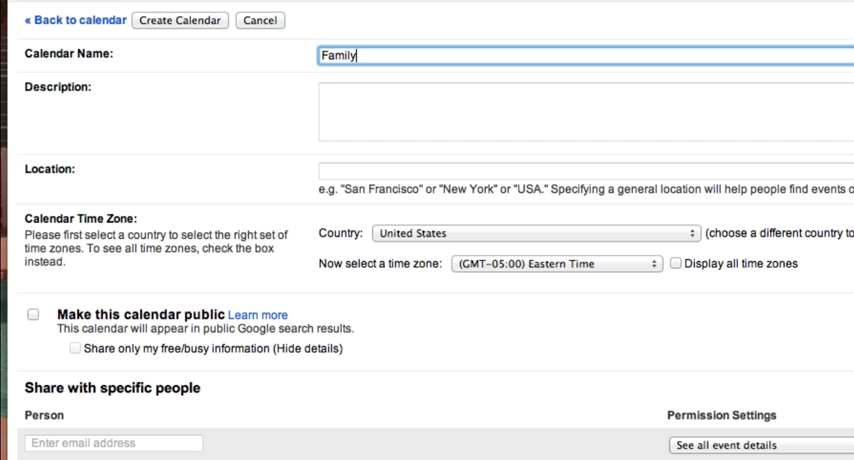 « Back to calendar Create Calendar Cancel
Calendar Name: Family
Description:
Location:
e.g. "San Francisco" or "New York" or "USA." Specifying a general location will help people find events o
Calendar Time Zone:
Please first select a country to select the right set of
time zones. To see all time zones, check the box
instead.
Country: United States (choose a different country to
Now select a time zone: (GMT-05:00) Eastern Time Display all time zones
Make this calendar public Learn more
This calendar will appear in public Google search results.
Share only my free/busy information (Hide details)
Share with specific people
Person Permission Settings
Enter email address See all event details